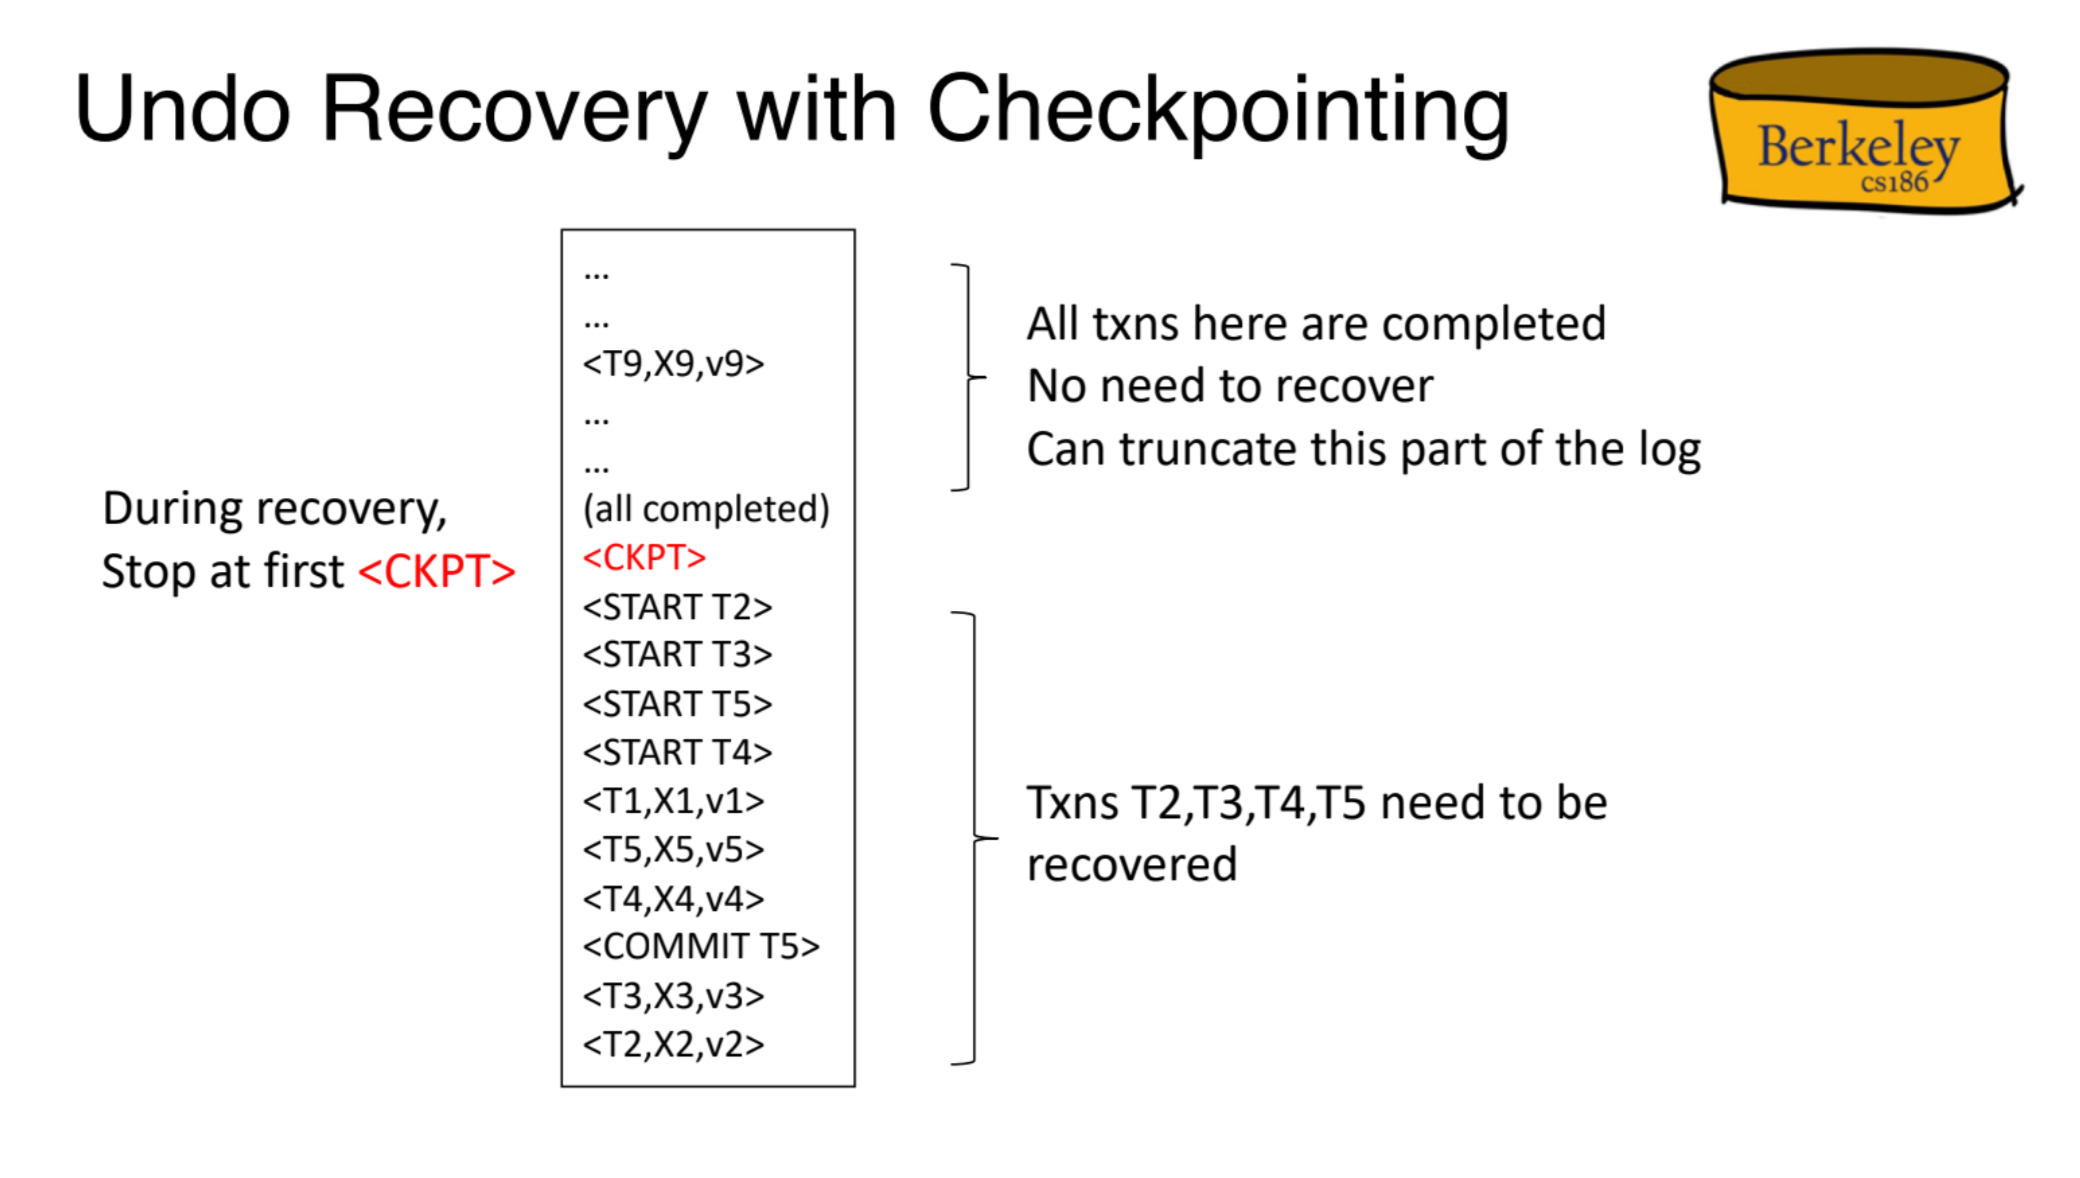 Undo Recovery with Checkpointing
Berkeley
cs186
...
...
<T9,X9,v9>
...
...
(all completed)
<CKPT>
<START T2>
<START T3>
<START T5>
<START T4>
<T1,X1,v1>
<T5,X5,v5>
<T4,X4,v4>
<COMMIT T5>
<T3,X3,v3>
<T2,X2,v2>
During recovery,
Stop at first <CKPT>
All txns here are completed
No need to recover
Can truncate this part of the log
Txns T2,T3,T4,T5 need to be
recovered